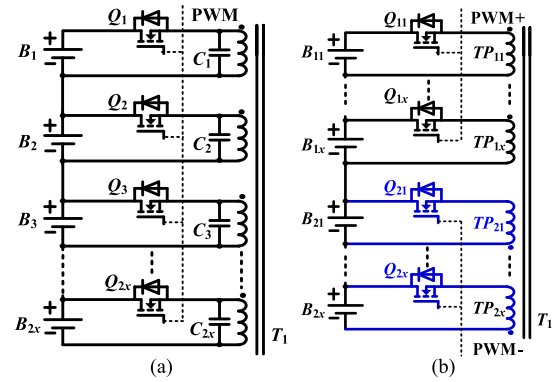 Q1 PWM
B1 + − C1
Q2
B2 + − C2
Q3
B3 + − C3
Q2x
B2x + − C2x T1
(a)
Q11 PWM+
B11 + − TP11
Q1x
B1x + − TP1x
Q21
B21 + − TP21
Q2x
B2x + − TP2x T1
PWM-
(b)